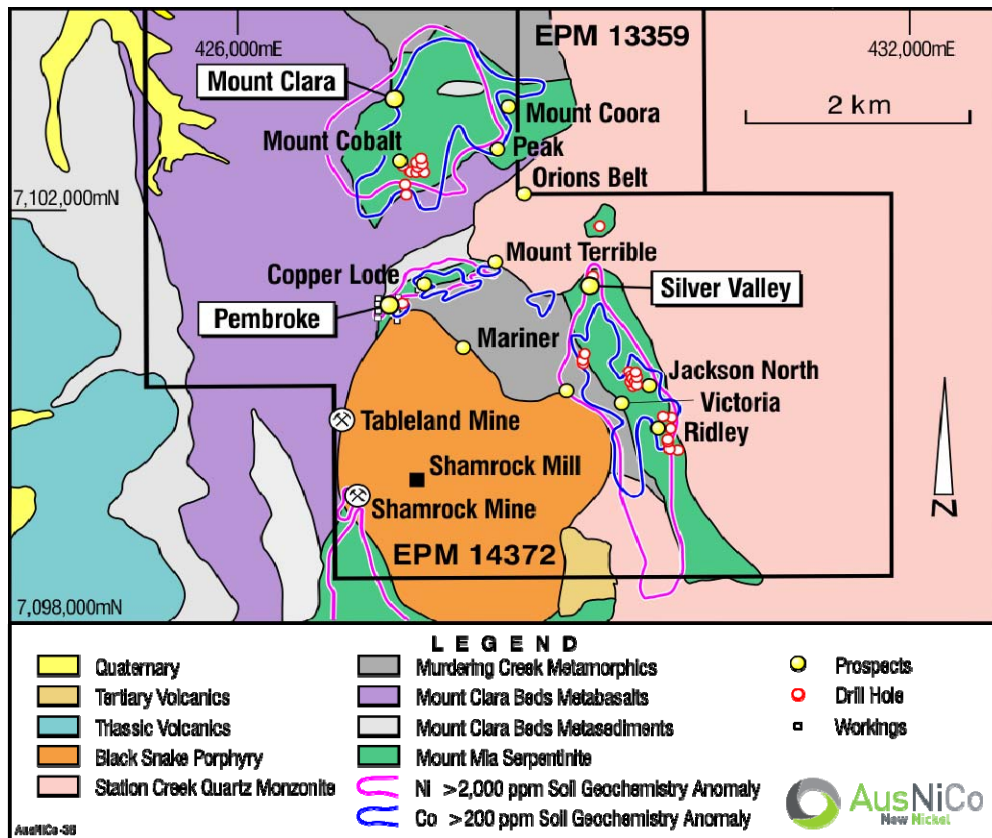 EPM 13359
426,000mE
432,000mE
Mount Clara
2 km
Mount Coora
Mount Cobalt
Peak
Orions Belt
7,102,000mN
Mount Terrible
Copper Lode
Silver Valley
Pembroke
Mariner
Jackson North
Victoria
Tableland Mine
Ridley
Shamrock Mill
Shamrock Mine
N
EPM 14372
7,098,000mN
LEGEND
Quaternary
Tertiary Volcanics
Triassic Volcanics
Black Snake Porphyry
Station Creek Quartz Monzonite
Murdering Creek Metamorphics
Mount Clara Beds Metabasalts
Mount Clara Beds Metasediments
Mount Mia Serpentinite
Ni >2,000 ppm Soil Geochemistry Anomaly
Co >200 ppm Soil Geochemistry Anomaly
Prospects
Drill Hole
Workings
AusNiCo
New Nickel
AusNiCo -36